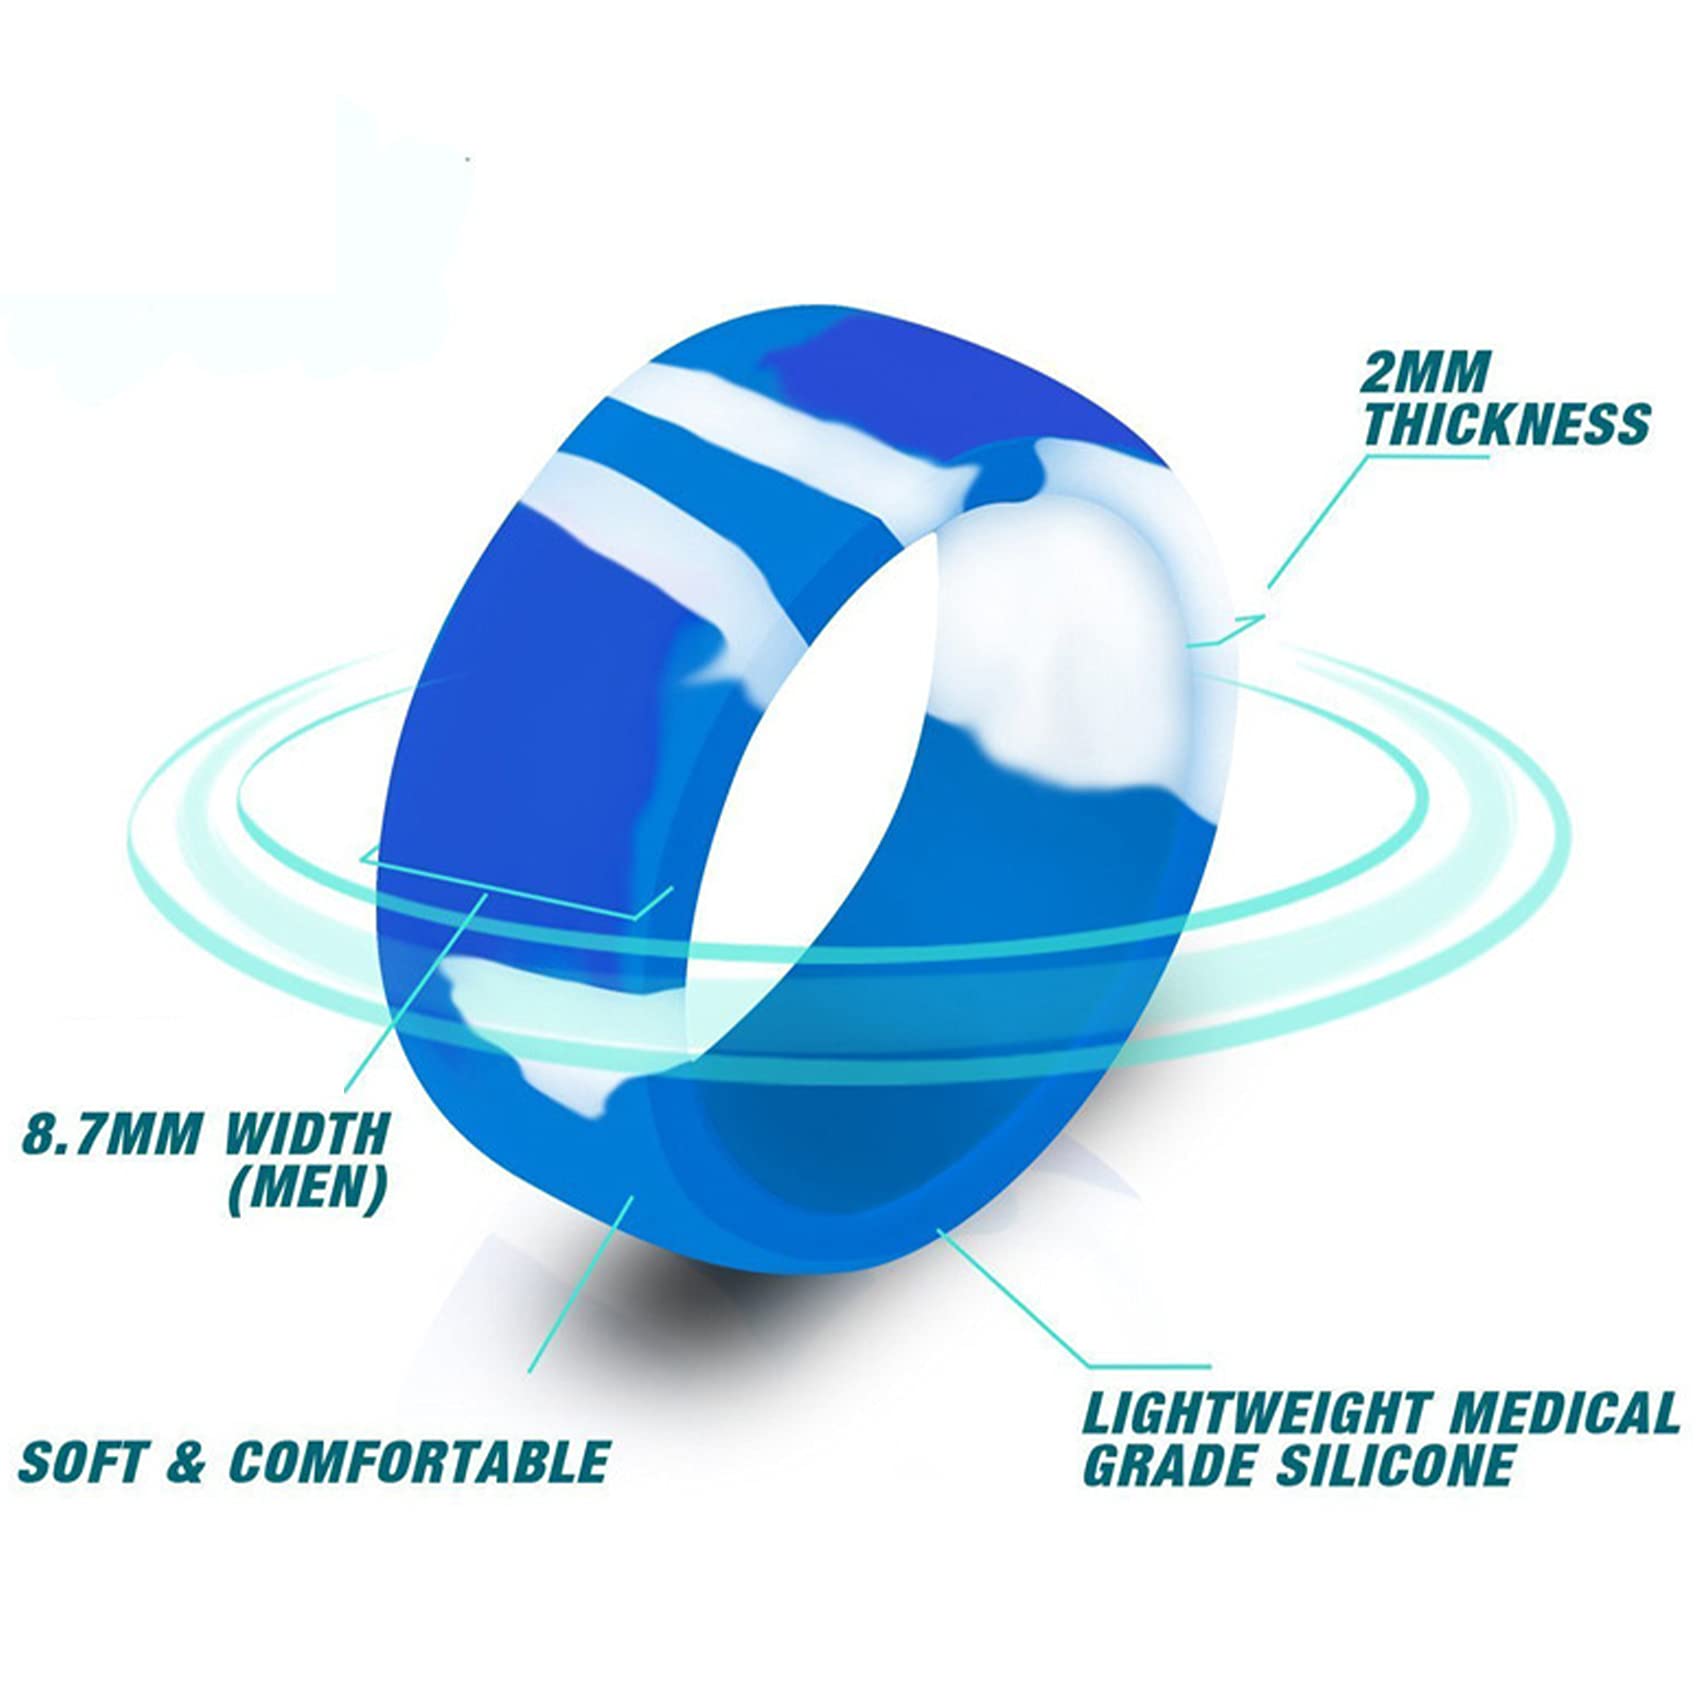 2MM
THICKNESS
8.7MM WIDTH
(MEN)
SOFT & COMFORTABLE
LIGHTWEIGHT MEDICAL
GRADE SILICONE